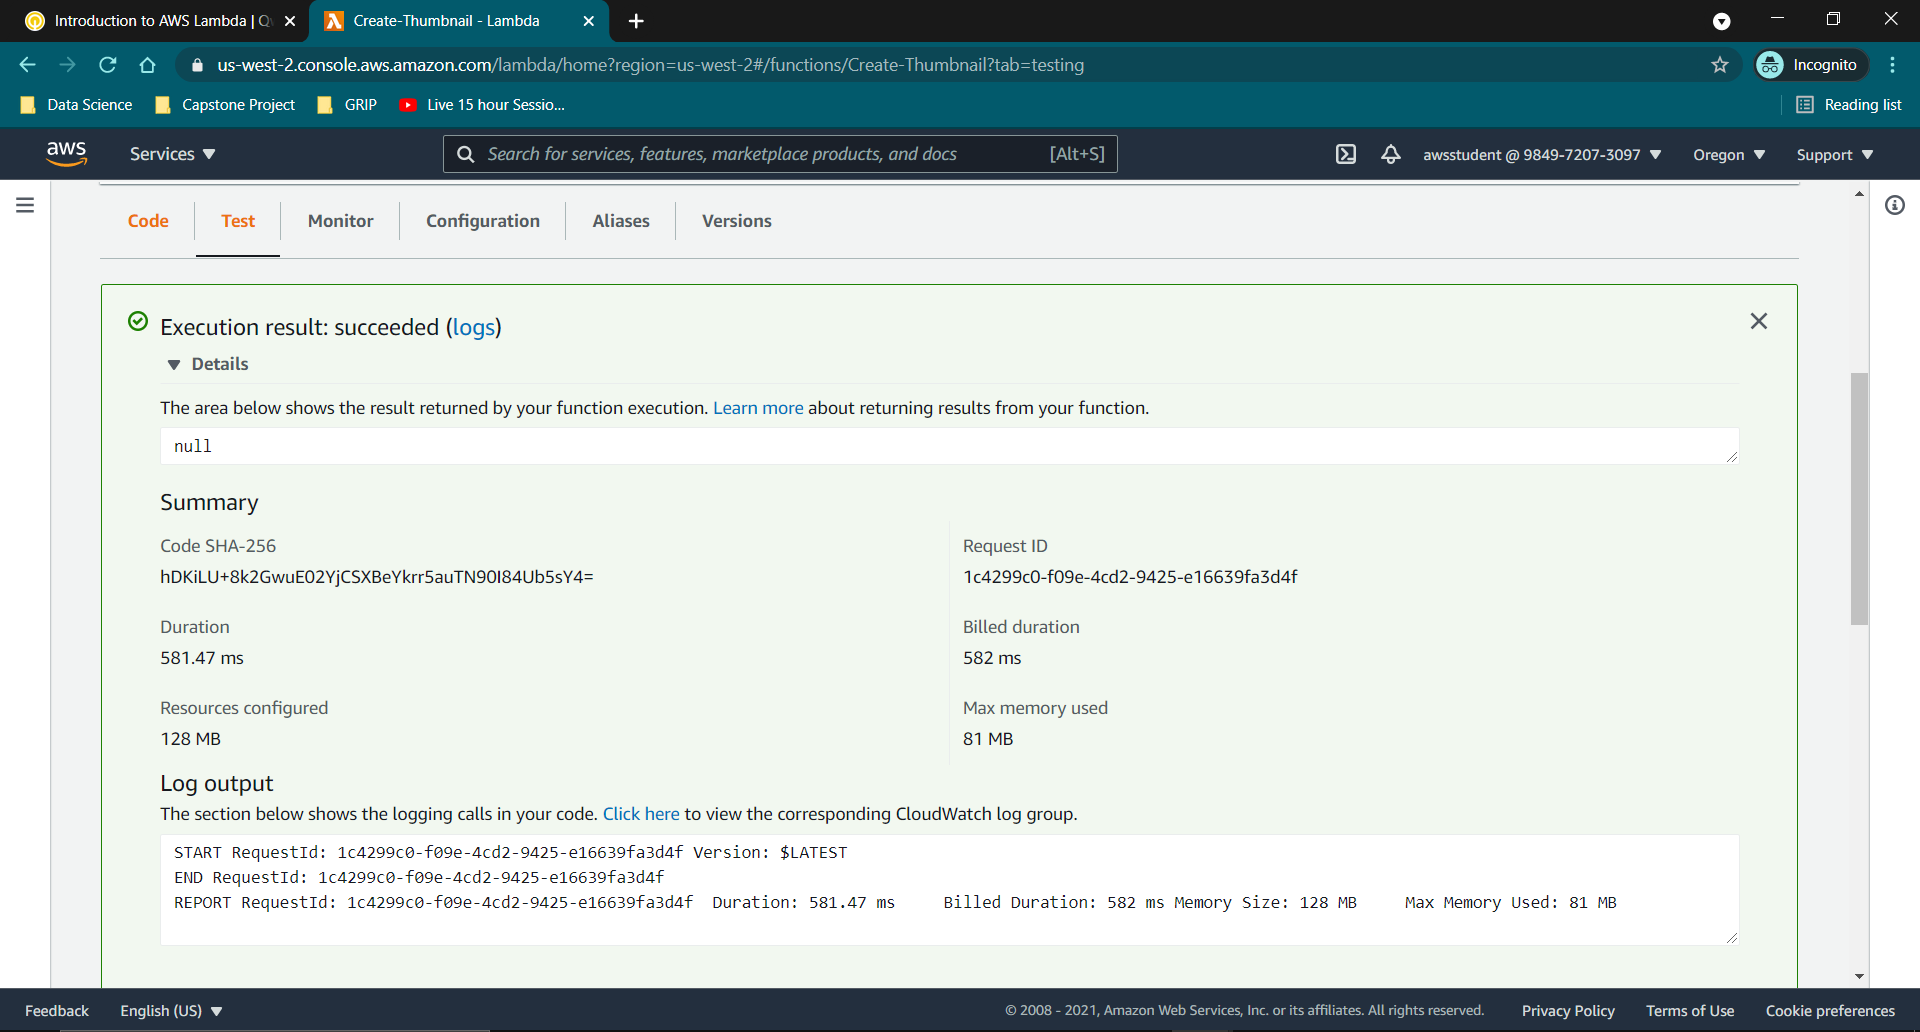 Introduction to AWS Lambda | Q
Create-Thumbnail - Lambda
us-west-2.console.aws.amazon.com/lambda/home?region=us-west-2#/functions/Create-Thumbnail?tab=testing
Incognito
Data Science
Capstone Project
GRIP
Live 15 hour Sessio...
Reading list
aws
Services
Search for services, features, marketplace products, and docs
[Alt+S]
awsstudent @ 9849-7207-3097
Oregon
Support
Code
Test
Monitor
Configuration
Aliases
Versions
Execution result: succeeded (logs)
Details
The area below shows the result returned by your function execution. Learn more about returning results from your function.
null
Summary
Code SHA-256
hDKiLU+8k2GwuE02YjCSXBeYkrr5auTN90I84Ub5sY4=
Request ID
1c4299c0-f09e-4cd2-9425-e16639fa3d4f
Duration
581.47 ms
Billed duration
582 ms
Resources configured
128 MB
Max memory used
81 MB
Log output
The section below shows the logging calls in your code. Click here to view the corresponding CloudWatch log group.
START RequestId: 1c4299c0-f09e-4cd2-9425-e16639fa3d4f Version: $LATEST
END RequestId: 1c4299c0-f09e-4cd2-9425-e16639fa3d4f
REPORT RequestId: 1c4299c0-f09e-4cd2-9425-e16639fa3d4f Duration: 581.47 ms Billed Duration: 582 ms Memory Size: 128 MB Max Memory Used: 81 MB
Feedback
English (US)
© 2008 - 2021, Amazon Web Services, Inc. or its affiliates. All rights reserved.
Privacy Policy
Terms of Use
Cookie preferences